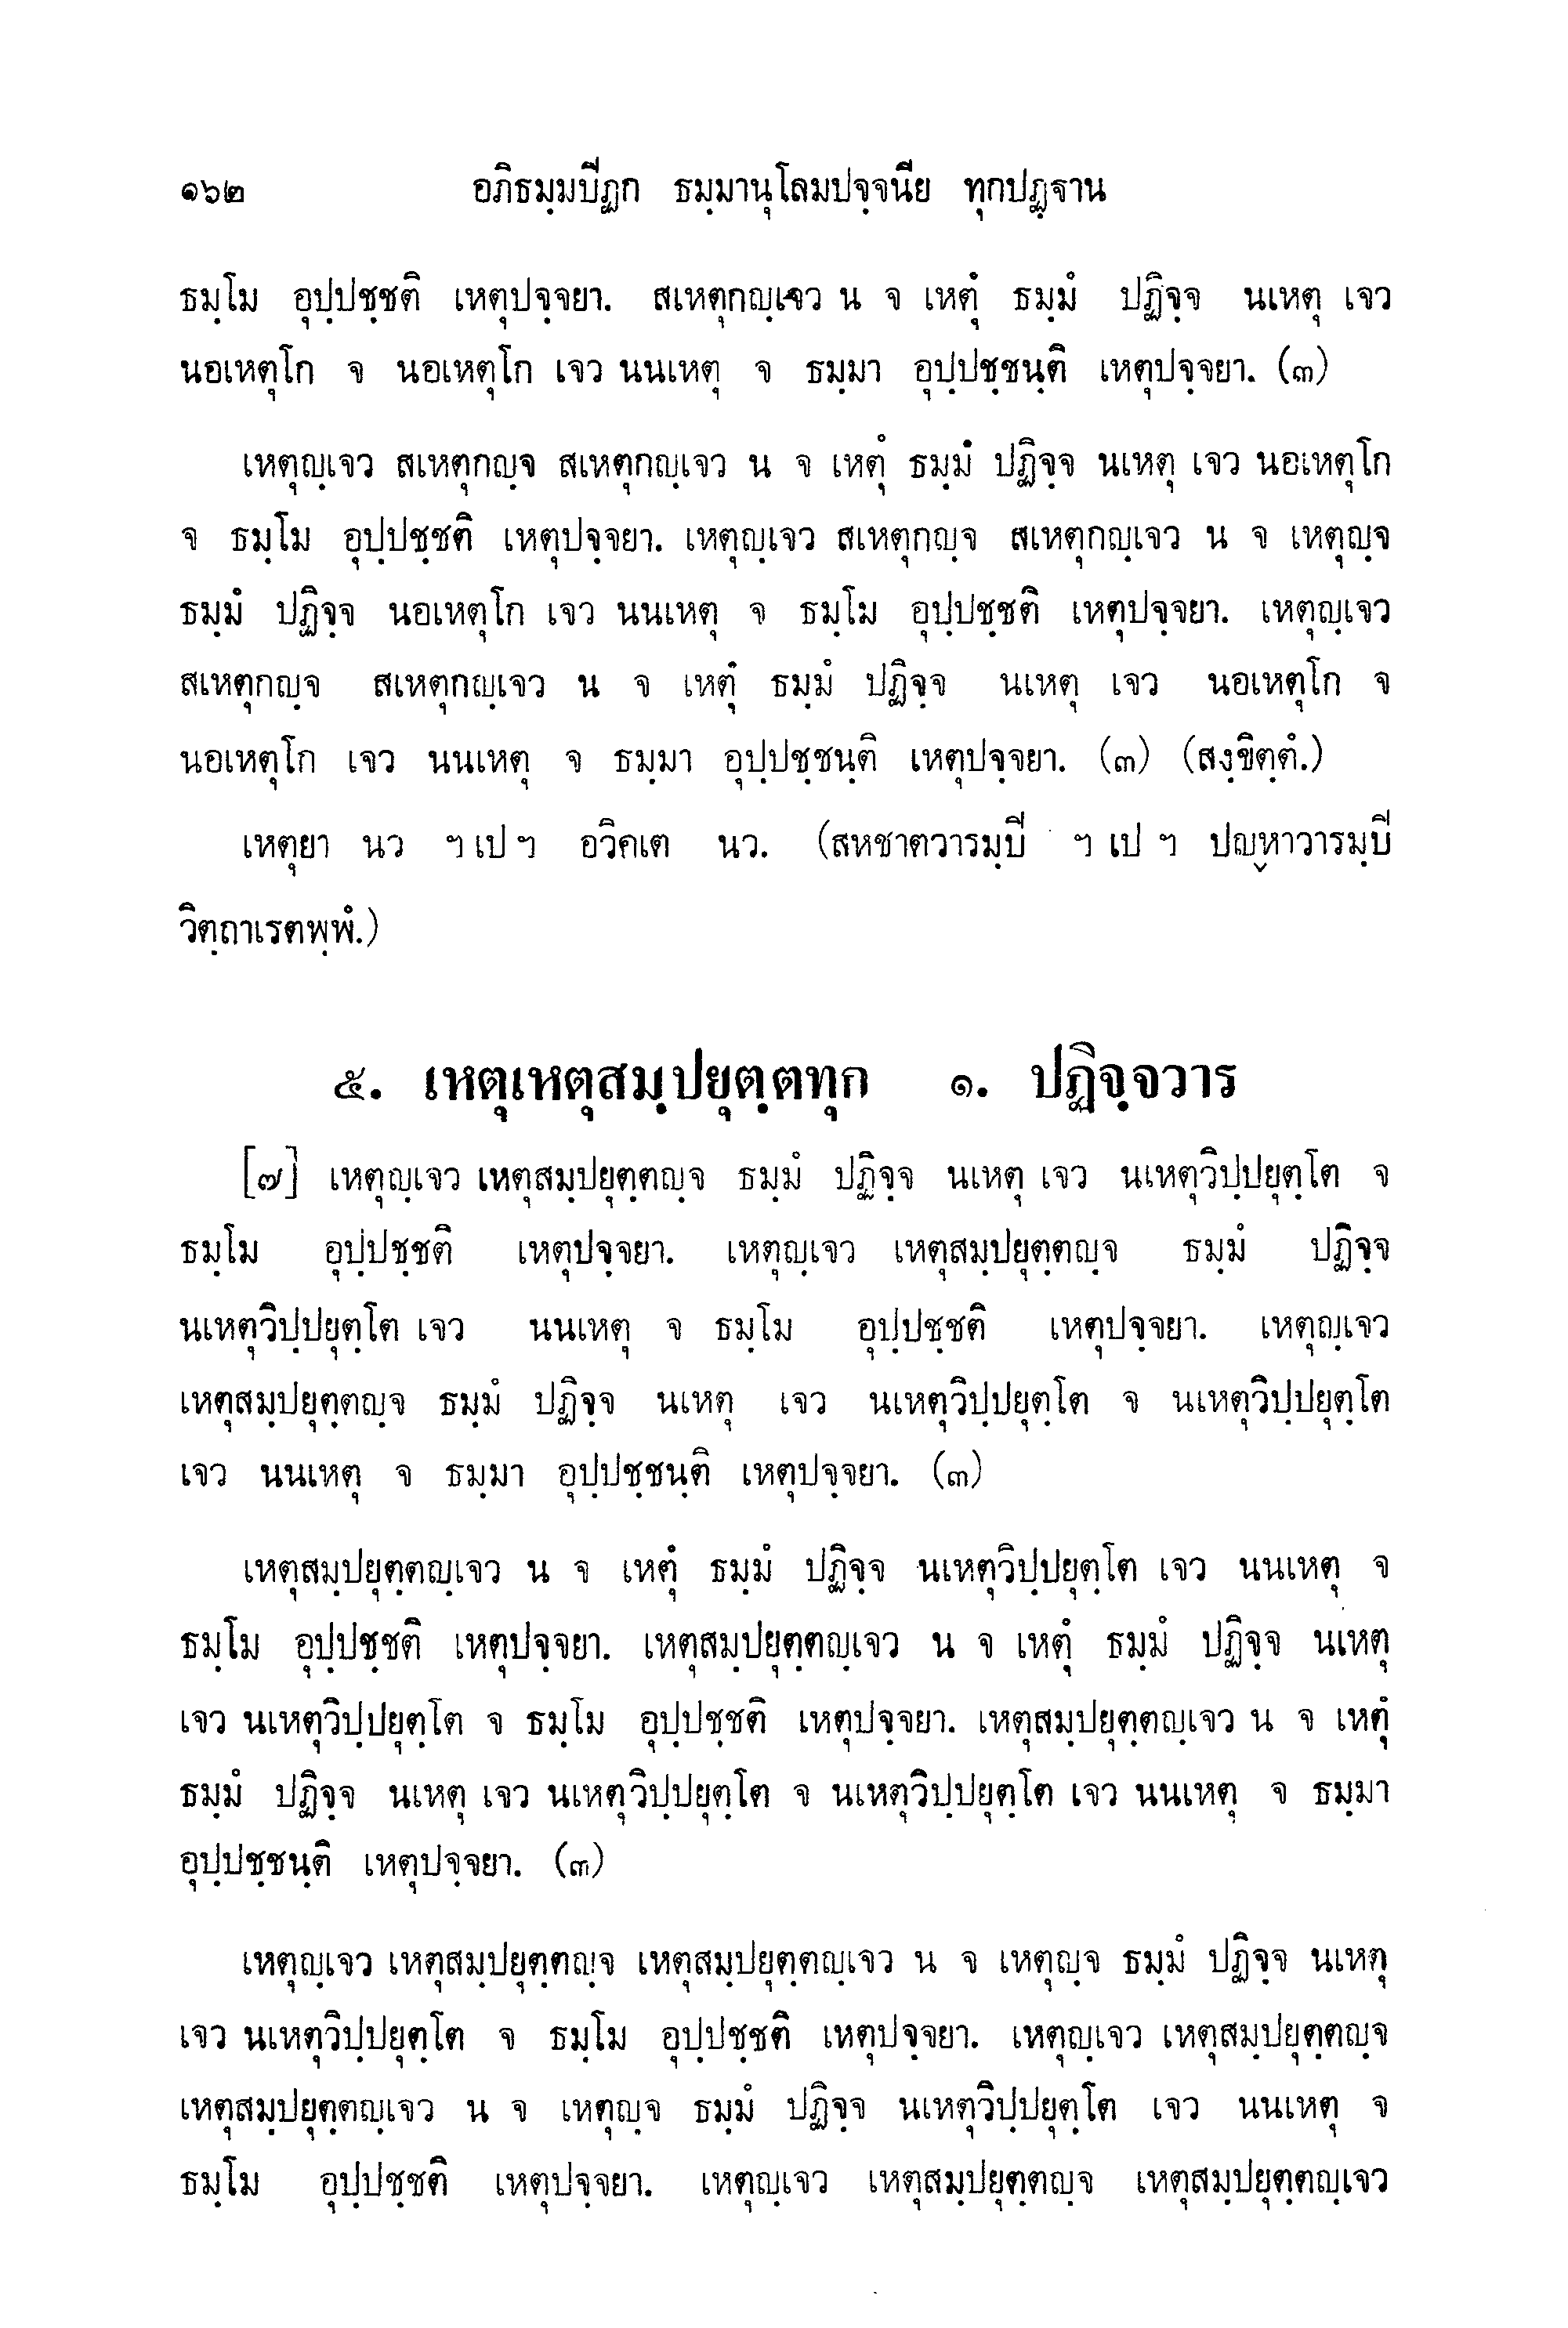 ๑๖๒ อภิธมฺมปิฏก ธมฺมานุโลมปจฺจนีย ทุกปฏฺฐาน
ธมฺโม อุปฺปชฺชติ เหตุปจฺจยา. สเหตุกญฺเจว น จ เหตุํ ธมฺมํ ปฏิจฺจ นเหตุ เจว
นอเหตุโก จ นอเหตุโก เจว นนเหตุ จ ธมฺมา อุปฺปชฺชนฺติ เหตุปจฺจยา. (๓)
เหตุญฺเจว สเหตุกญฺจ สเหตุกญฺเจว น จ เหตุํ ธมฺมํ ปฏิจฺจ นเหตุ เจว นอเหตุโก
จ ธมฺโม อุปฺปชฺชติ เหตุปจฺจยา. เหตุญฺเจว สเหตุกญฺจ สเหตุกญฺเจว น จ เหตุญฺจ
ธมฺมํ ปฏิจฺจ นอเหตุโก เจว นนเหตุ จ ธมฺโม อุปฺปชฺชติ เหตุปจฺจยา. เหตุญฺเจว
สเหตุกญฺจ สเหตุกญฺเจว น จ เหตุํ ธมฺมํ ปฏิจฺจ นเหตุ เจว นอเหตุโก จ
นอเหตุโก เจว นนเหตุ จ ธมฺมา อุปฺปชฺชนฺติ เหตุปจฺจยา. (๓) (สงฺขิตฺตํ.)
เหตุยา นว ฯ เป ฯ อวิคเต นว. (สหชาตวารมฺปิ ฯ เป ฯ ปญฺหาวารมฺปิ
วิตฺถาเรตพฺพํ.)
๕. เหตุเหตุสมฺปยุตฺตทุก ๑. ปฏิจฺจวาร
[๗] เหตุญฺเจว เหตุสมฺปยุตฺตญฺจ ธมฺมํ ปฏิจฺจ นเหตุ เจว นเหตุวิปฺปยุตฺโต จ
ธมฺโม อุปฺปชฺชติ เหตุปจฺจยา. เหตุญฺเจว เหตุสมฺปยุตฺตญฺจ ธมฺมํ ปฏิจฺจ
นเหตุวิปฺปยุตฺโต เจว นนเหตุ จ ธมฺโม อุปฺปชฺชติ เหตุปจฺจยา. เหตุญฺเจว
เหตุสมฺปยุตฺตญฺจ ธมฺมํ ปฏิจฺจ นเหตุ เจว นเหตุวิปฺปยุตฺโต จ นเหตุวิปฺปยุตฺโต
เจว นนเหตุ จ ธมฺมา อุปฺปชฺชนฺติ เหตุปจฺจยา. (๓)
เหตุสมฺปยุตฺตญฺเจว น จ เหตุํ ธมฺมํ ปฏิจฺจ นเหตุวิปฺปยุตฺโต เจว นนเหตุ จ
ธมฺโม อุปฺปชฺชติ เหตุปจฺจยา. เหตุสมฺปยุตฺตญฺเจว น จ เหตุํ ธมฺมํ ปฏิจฺจ นเหตุ
เจว นเหตุวิปฺปยุตฺโต จ ธมฺโม อุปฺปชฺชติ เหตุปจฺจยา. เหตุสมฺปยุตฺตญฺเจว น จ เหตุํ
ธมฺมํ ปฏิจฺจ นเหตุ เจว นเหตุวิปฺปยุตฺโต จ นเหตุวิปฺปยุตฺโต เจว นนเหตุ จ ธมฺมา
อุปฺปชฺชนฺติ เหตุปจฺจยา. (๓)
เหตุญฺเจว เหตุสมฺปยุตฺตญฺจ เหตุสมฺปยุตฺตญฺเจว น จ เหตุญฺจ ธมฺมํ ปฏิจฺจ นเหตุ
เจว นเหตุวิปฺปยุตฺโต จ ธมฺโม อุปฺปชฺชติ เหตุปจฺจยา. เหตุญฺเจว เหตุสมฺปยุตฺตญฺจ
เหตุสมฺปยุตฺตญฺเจว น จ เหตุญฺจ ธมฺมํ ปฏิจฺจ นเหตุวิปฺปยุตฺโต เจว นนเหตุ จ
ธมฺโม อุปฺปชฺชติ เหตุปจฺจยา. เหตุญฺเจว เหตุสมฺปยุตฺตญฺจ เหตุสมฺปยุตฺตญฺเจว